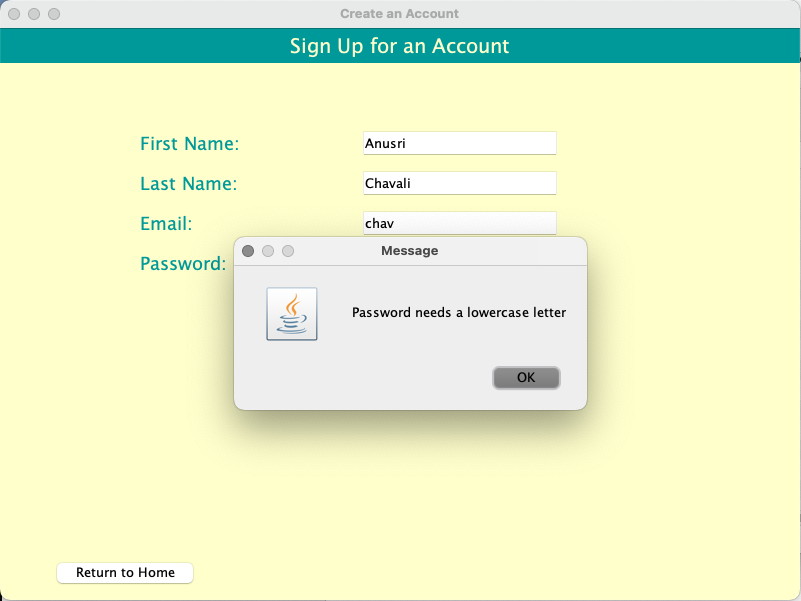 Create an Account
Sign Up for an Account
First Name: Anusri
Last Name: Chavali
Email: chav
Password:
Message
Password needs a lowercase letter
OK
Return to Home